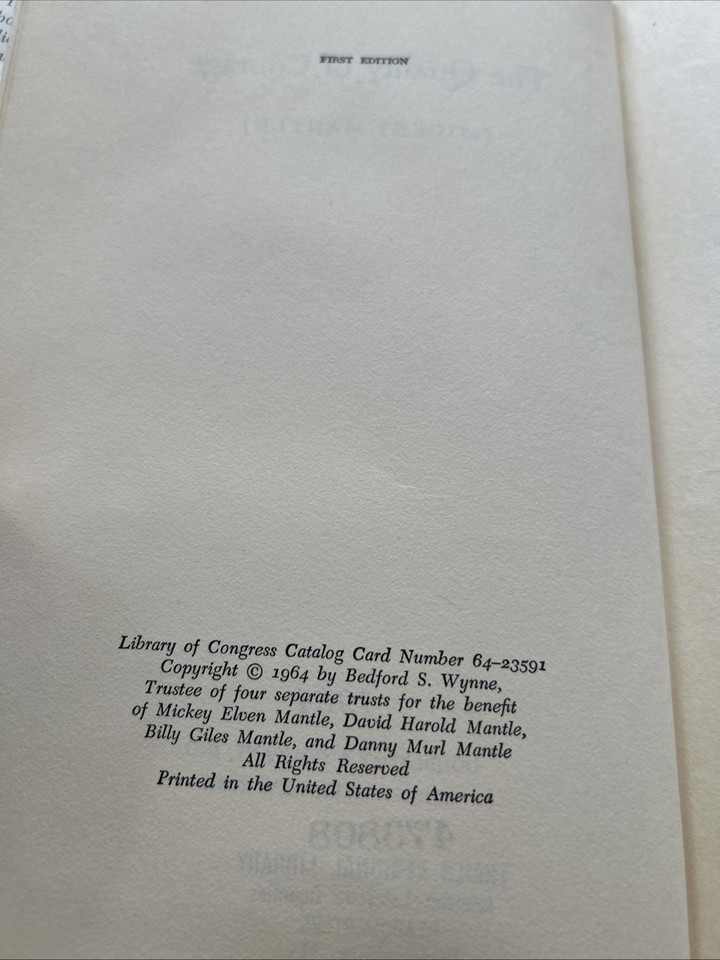 FIRST EDITION
Library of Congress Catalog Card Number 64–23591
Copyright © 1964 by Bedford S. Wynne,
Trustee of four separate trusts for the benefit
of Mickey Elven Mantle, David Harold Mantle,
Billy Giles Mantle, and Danny Murl Mantle
All Rights Reserved
Printed in the United States of America